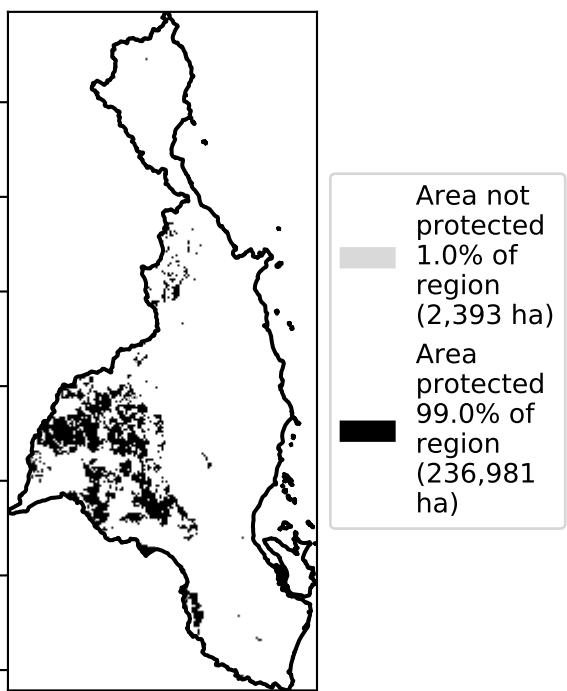 Area not
protected
1.0% of
region
(2,393 ha)
Area
protected
99.0% of
region
(236,981
ha)